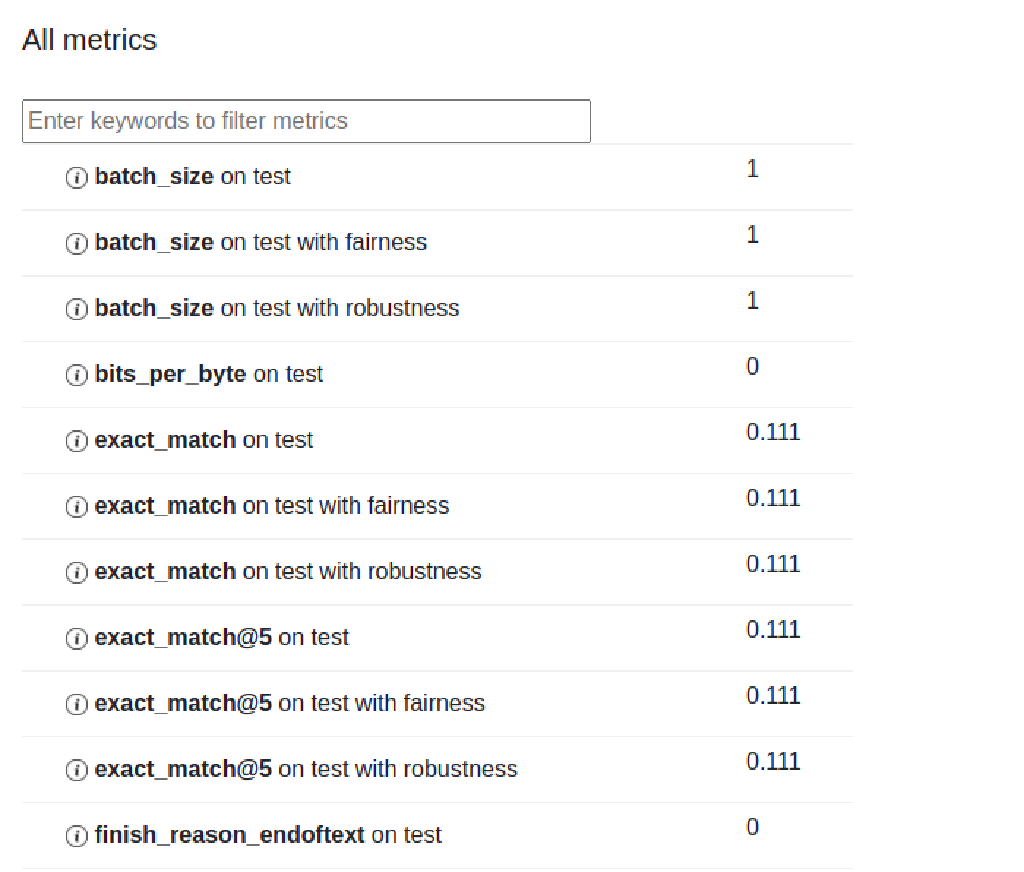 All metrics
Enter keywords to filter metrics
batch_size on test 1
batch_size on test with fairness 1
batch_size on test with robustness 1
bits_per_byte on test 0
exact_match on test 0.111
exact_match on test with fairness 0.111
exact_match on test with robustness 0.111
exact_match@5 on test 0.111
exact_match@5 on test with fairness 0.111
exact_match@5 on test with robustness 0.111
finish_reason_endoftext on test 0